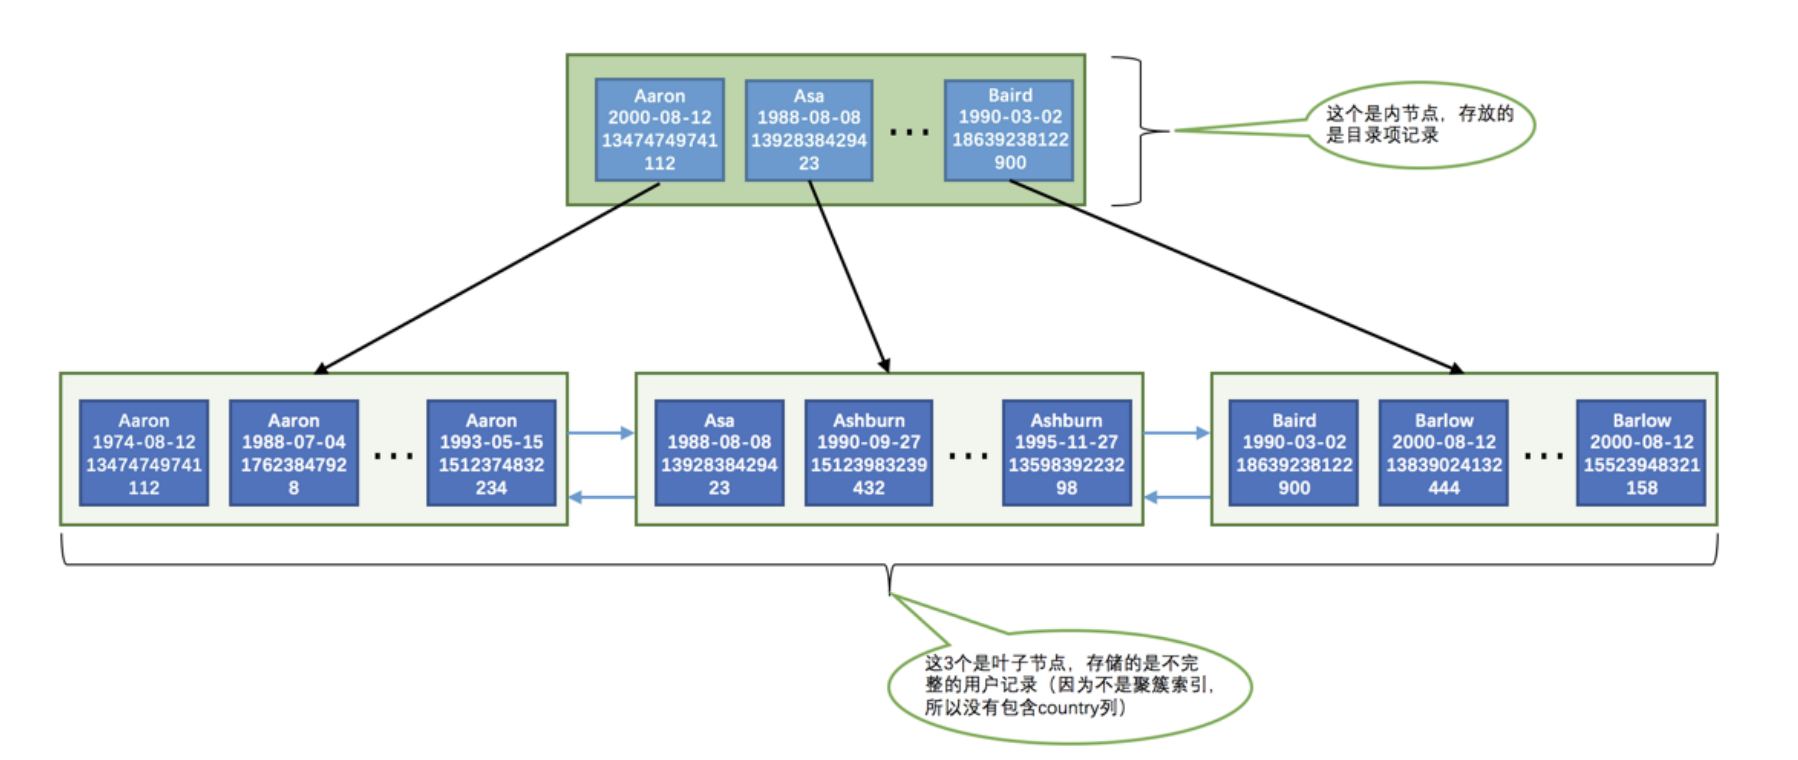 Aaron
2000-08-12
13474749741
112
Asa
1988-08-08
13928384294
23
...
Baird
1990-03-02
18639238122
900
这个是内节点，存放的
是目录项记录
Aaron
1974-08-12
13474749741
112
Aaron
1988-07-04
1762384792
8
...
Aaron
1993-05-15
1512374832
234
Asa
1988-08-08
13928384294
23
Ashburn
1990-09-27
15123983239
432
...
Ashburn
1995-11-27
13598392232
98
Baird
1990-03-02
18639238122
900
Barlow
2000-08-12
13839024132
444
...
Barlow
2000-08-12
15523948321
158
这3个是叶子节点，存储的是不完
整的用户记录（因为不是聚簇索引，
所以没有包含country列）